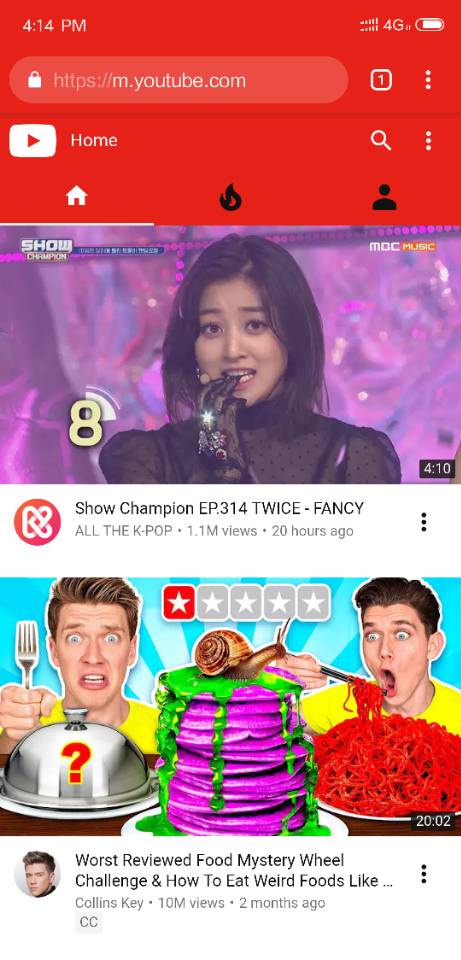 4:14 PM
4G
https://m.youtube.com
1
Home
SHOW
CHAMPION
MBC MUSIC
8
4:10
Show Champion EP.314 TWICE - FANCY
ALL THE K-POP • 1.1M views • 20 hours ago
?
20:02
Worst Reviewed Food Mystery Wheel
Challenge & How To Eat Weird Foods Like ...
Collins Key • 10M views • 2 months ago
CC